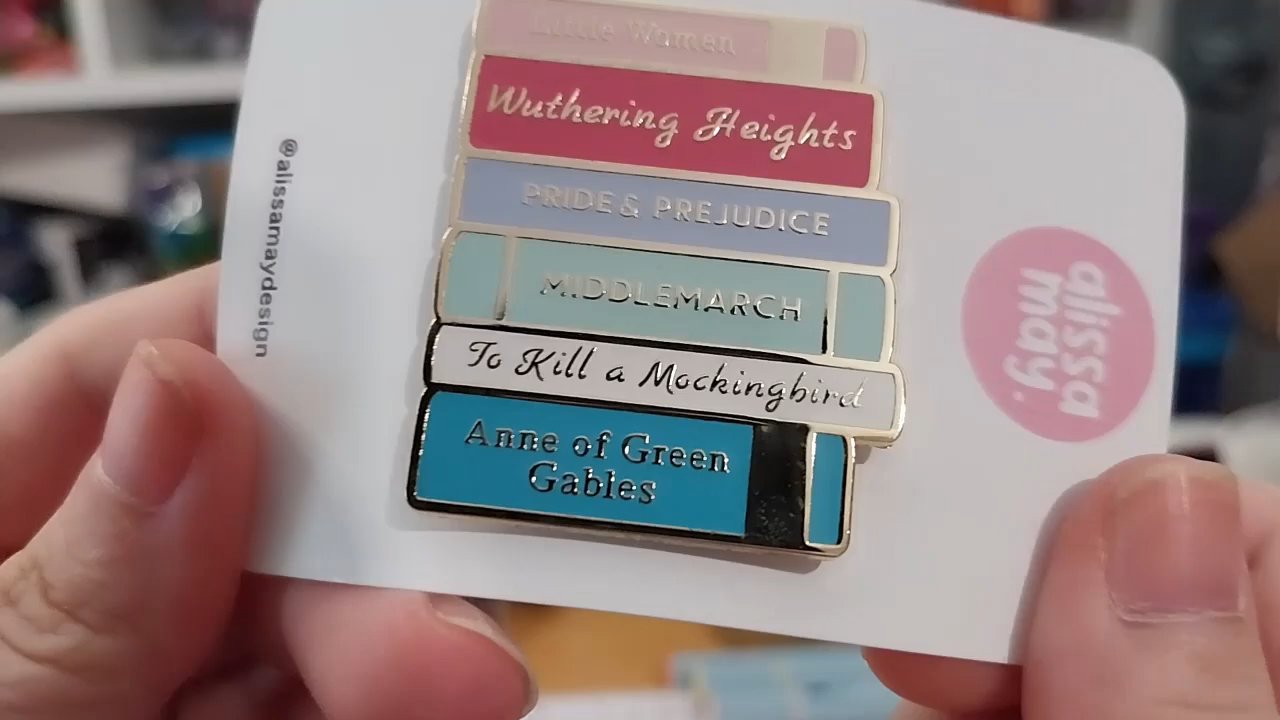 Little Women
Wuthering Heights
PRIDE & PREJUDICE
MIDDLEMARCH
To Kill a Mockingbird
Anne of Green
Gables
@alissamaydesign
alissa
may.